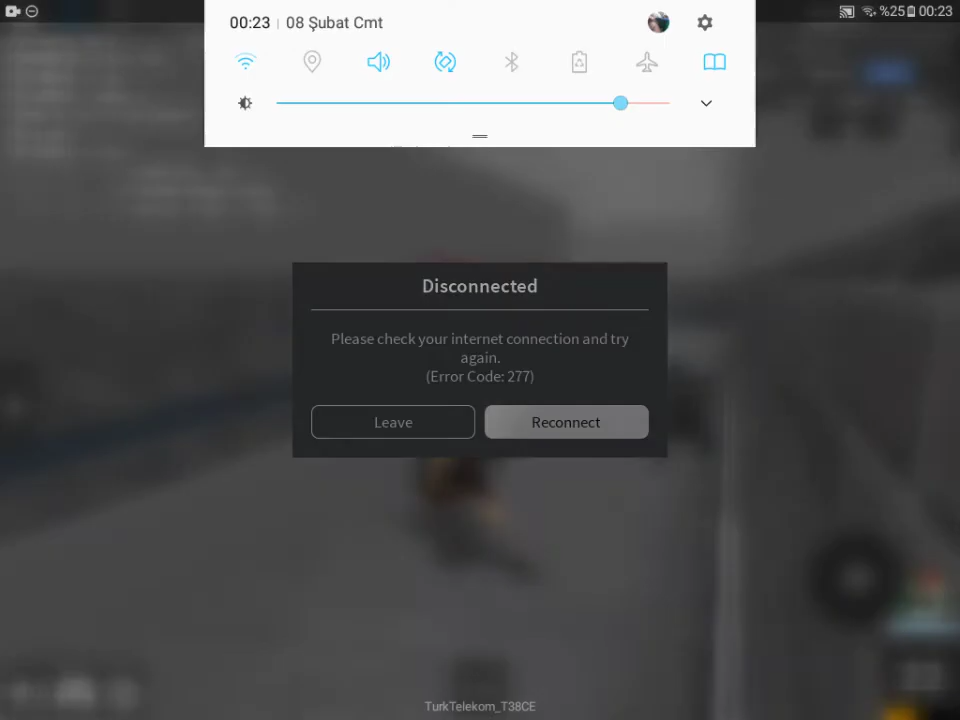 %25 00:23
00:23 | 08 Şubat Cmt
Disconnected
Please check your internet connection and try
again.
(Error Code: 277)
Leave
Reconnect
TurkTelekom_T38CE